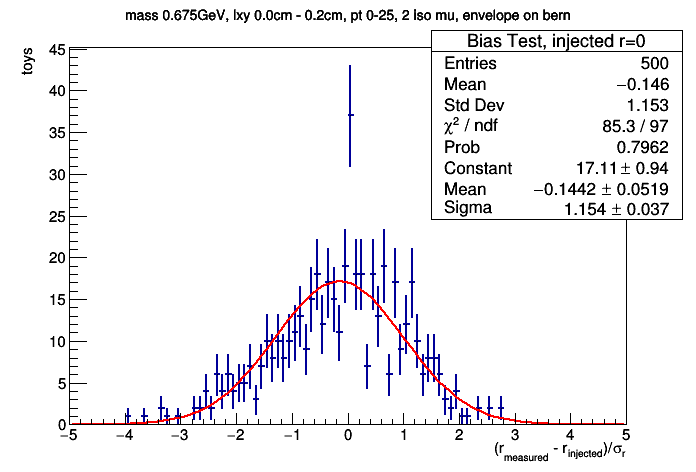 mass 0.675GeV, lxy 0.0cm - 0.2cm, pt 0-25, 2 iso mu, envelope on bern
Bias Test, injected r=0
Entries 500
Mean −0.146
Std Dev 1.153
χ² / ndf 85.3 / 97
Prob 0.7962
Constant 17.11 ± 0.94
Mean −0.1442 ± 0.0519
Sigma 1.154 ± 0.037
toys
45
40
35
30
25
20
15
10
5
0
−5 −4 −3 −2 −1 0 1 2 3 4 5
(r_measured - r_injected)/σ_r